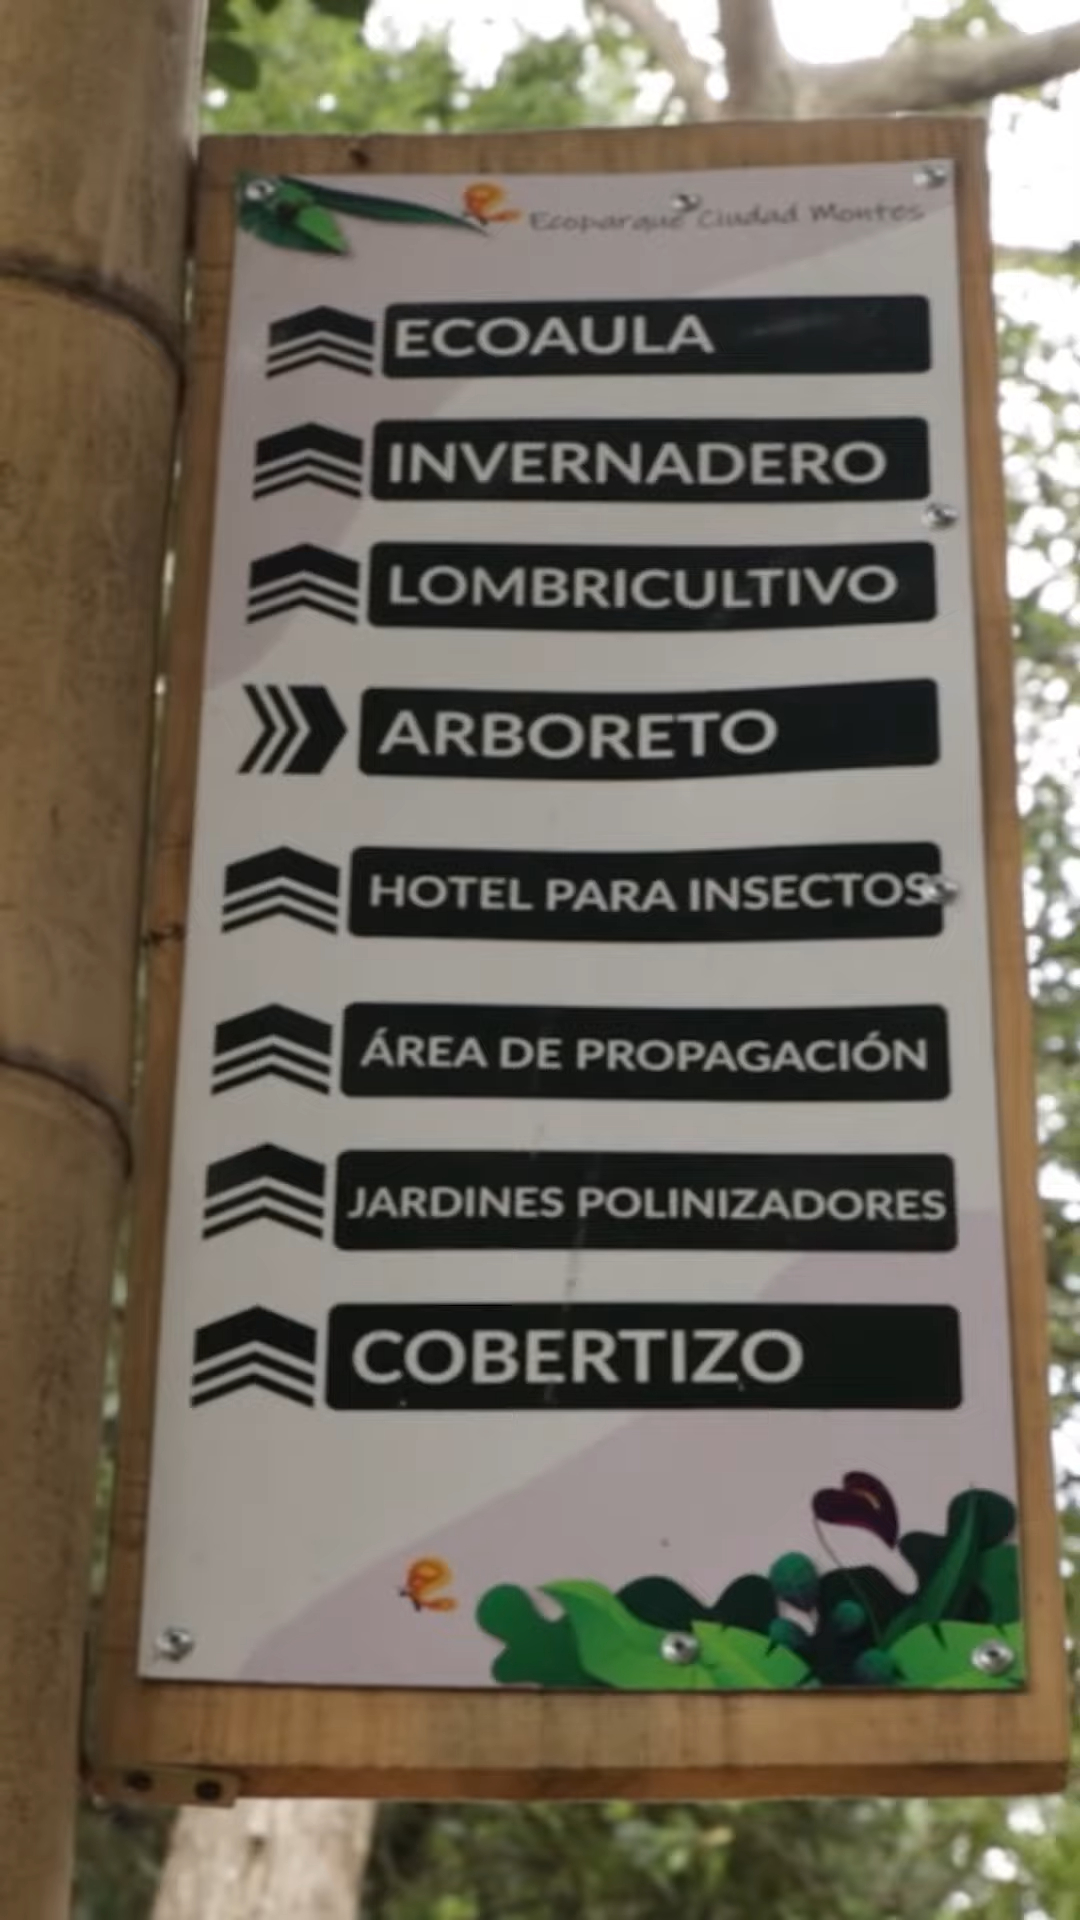 Ecoparque Ciudad Montes
ECOAULA
INVERNADERO
LOMBRICULTIVO
ARBORETO
HOTEL PARA INSECTOS
ÁREA DE PROPAGACIÓN
JARDINES POLINIZADORES
COBERTIZO